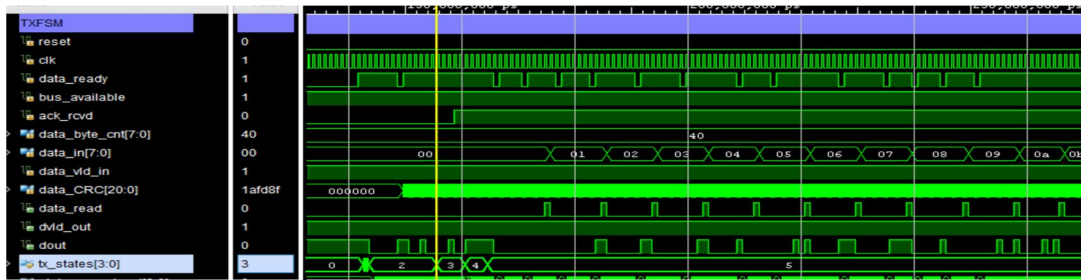 TXFSM
reset 0
clk 1
data_ready 1
bus_available 1
ack_rcvd 0
data_byte_cnt[7:0] 40 40
data_in[7:0] 00 00 01 02 03 04 05 06 07 08 09 0a 0b
data_vld_in 1
data_CRC[20:0] 1afd8f 000000
data_read 0
dvld_out 1
dout 0
tx_states[3:0] 3 0 2 3 4 5